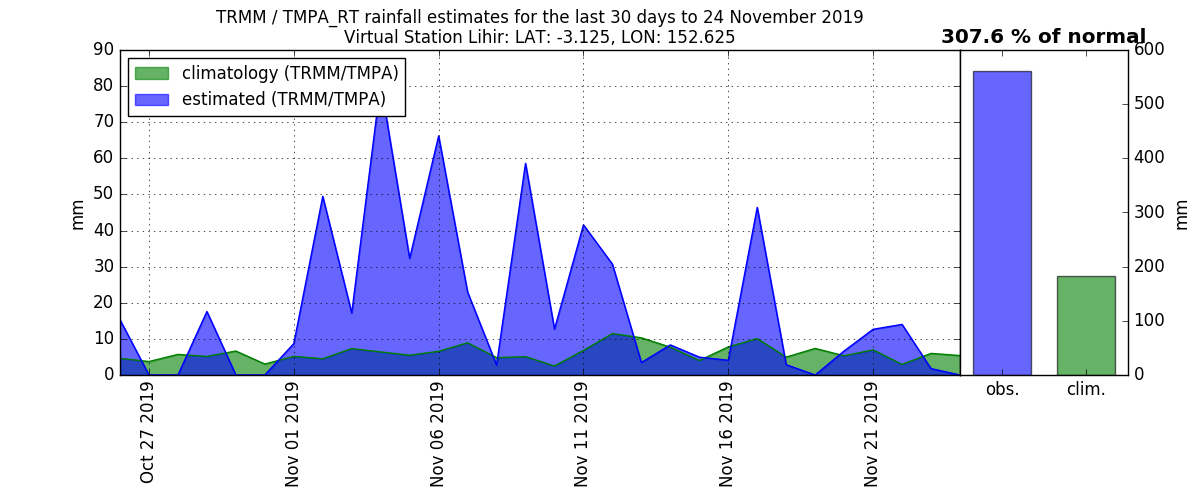 TRMM / TMPA_RT rainfall estimates for the last 30 days to 24 November 2019
Virtual Station Lihir: LAT: -3.125, LON: 152.625
307.6 % of normal
climatology (TRMM/TMPA)
estimated (TRMM/TMPA)
mm
90
80
70
60
50
40
30
20
10
0
Oct 27 2019
Nov 01 2019
Nov 06 2019
Nov 11 2019
Nov 16 2019
Nov 21 2019
600
500
400
300
200
100
0
mm
obs.
clim.